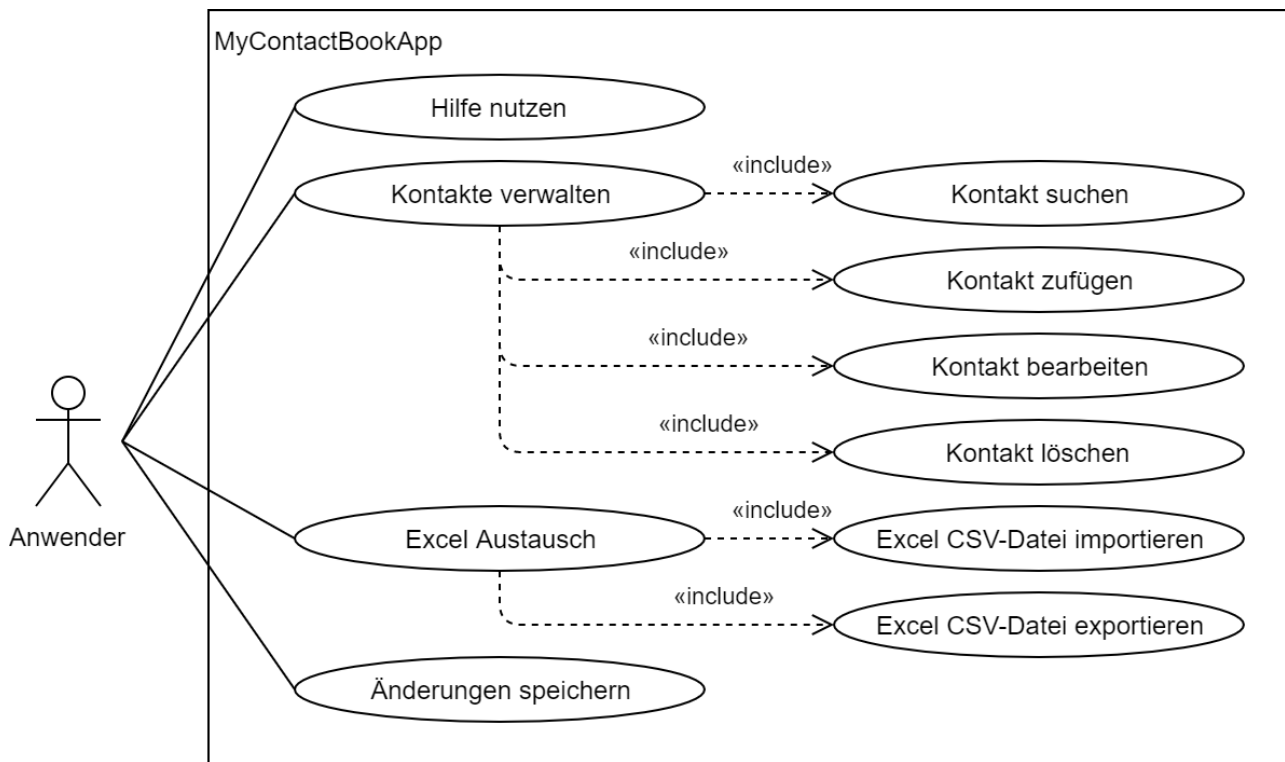 MyContactBookApp
Hilfe nutzen
«include»
Kontakte verwalten
Kontakt suchen
«include»
Kontakt zufügen
«include»
Kontakt bearbeiten
«include»
Kontakt löschen
Anwender
«include»
Excel Austausch
Excel CSV-Datei importieren
«include»
Excel CSV-Datei exportieren
Änderungen speichern